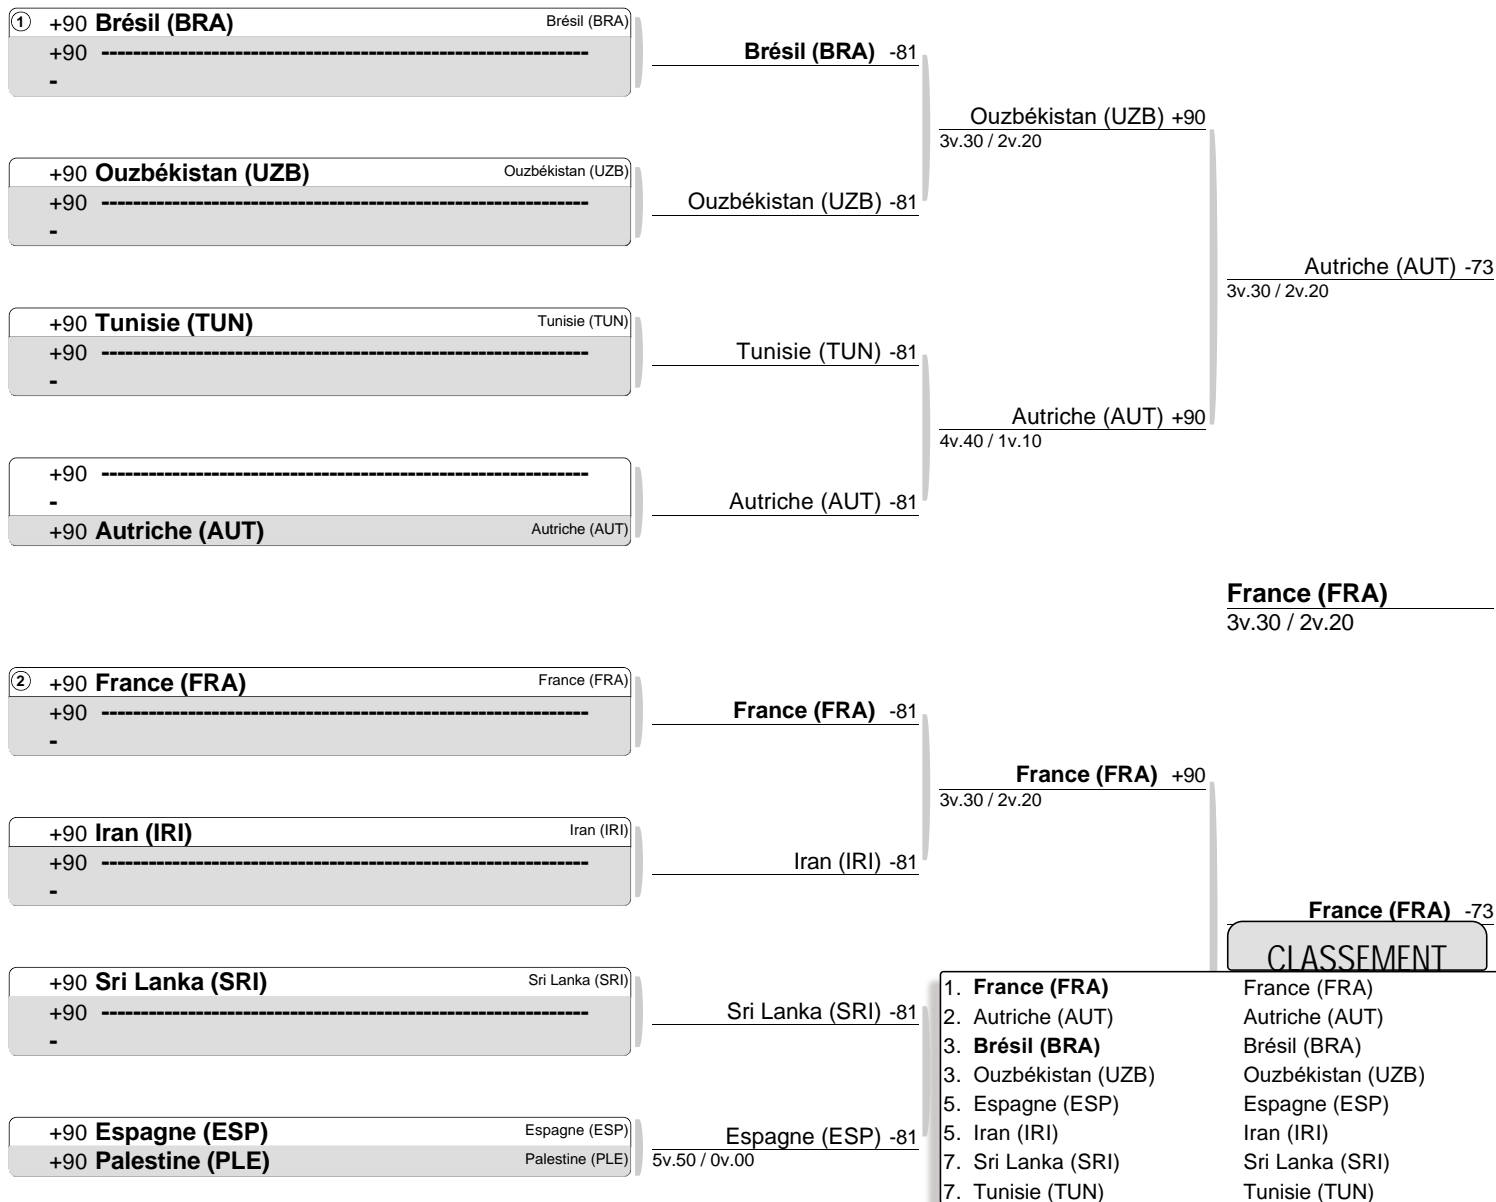 1 +90 Brésil (BRA) Brésil (BRA)
+90 --------------------------------------------------------------
-
+90 Ouzbékistan (UZB) Ouzbékistan (UZB)
+90 --------------------------------------------------------------
-
+90 Tunisie (TUN) Tunisie (TUN)
+90 --------------------------------------------------------------
-
+90 --------------------------------------------------------------
-
+90 Autriche (AUT) Autriche (AUT)
2 +90 France (FRA) France (FRA)
+90 --------------------------------------------------------------
-
+90 Iran (IRI) Iran (IRI)
+90 --------------------------------------------------------------
-
+90 Sri Lanka (SRI) Sri Lanka (SRI)
+90 --------------------------------------------------------------
-
+90 Espagne (ESP) Espagne (ESP)
+90 Palestine (PLE) Palestine (PLE)
Brésil (BRA) -81
Ouzbékistan (UZB) -81
Tunisie (TUN) -81
Autriche (AUT) -81
France (FRA) -81
Iran (IRI) -81
Sri Lanka (SRI) -81
Espagne (ESP) -81
5v.50 / 0v.00
Ouzbékistan (UZB) +90
3v.30 / 2v.20
Autriche (AUT) +90
4v.40 / 1v.10
France (FRA) +90
3v.30 / 2v.20
Autriche (AUT) -73
3v.30 / 2v.20
France (FRA)
3v.30 / 2v.20
France (FRA) -73
CLASSEMENT
1. France (FRA) France (FRA)
2. Autriche (AUT) Autriche (AUT)
3. Brésil (BRA) Brésil (BRA)
3. Ouzbékistan (UZB) Ouzbékistan (UZB)
5. Espagne (ESP) Espagne (ESP)
5. Iran (IRI) Iran (IRI)
7. Sri Lanka (SRI) Sri Lanka (SRI)
7. Tunisie (TUN) Tunisie (TUN)